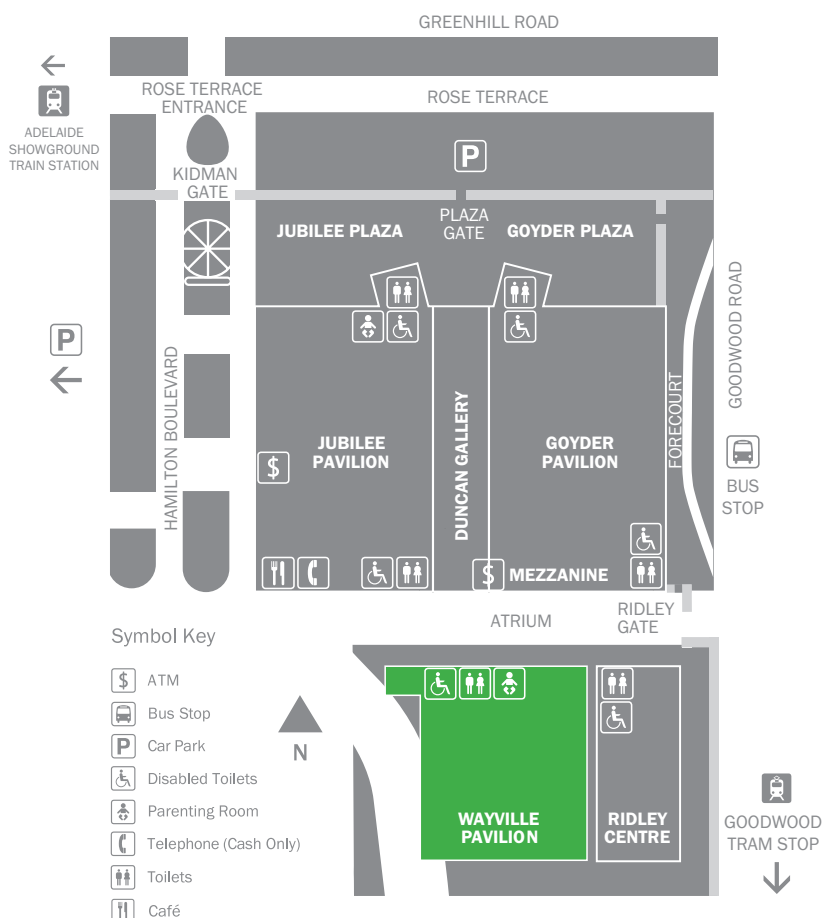 GREENHILL ROAD
ROSE TERRACE
ENTRANCE
ROSE TERRACE
ADELAIDE
SHOWGROUND
TRAIN STATION
P
KIDMAN
GATE
JUBILEE PLAZA
PLAZA
GATE
GOYDER PLAZA
P
HAMILTON BOULEVARD
JUBILEE
PAVILION
$
DUNCAN GALLERY
GOYDER
PAVILION
FORECOURT
GOODWOOD ROAD
BUS
STOP
$
MEZZANINE
ATRIUM
RIDLEY
GATE
Symbol Key
$ ATM
Bus Stop
P Car Park
Disabled Toilets
Parenting Room
Telephone (Cash Only)
Toilets
Café
N
WAYVILLE
PAVILION
RIDLEY
CENTRE
GOODWOOD
TRAM STOP